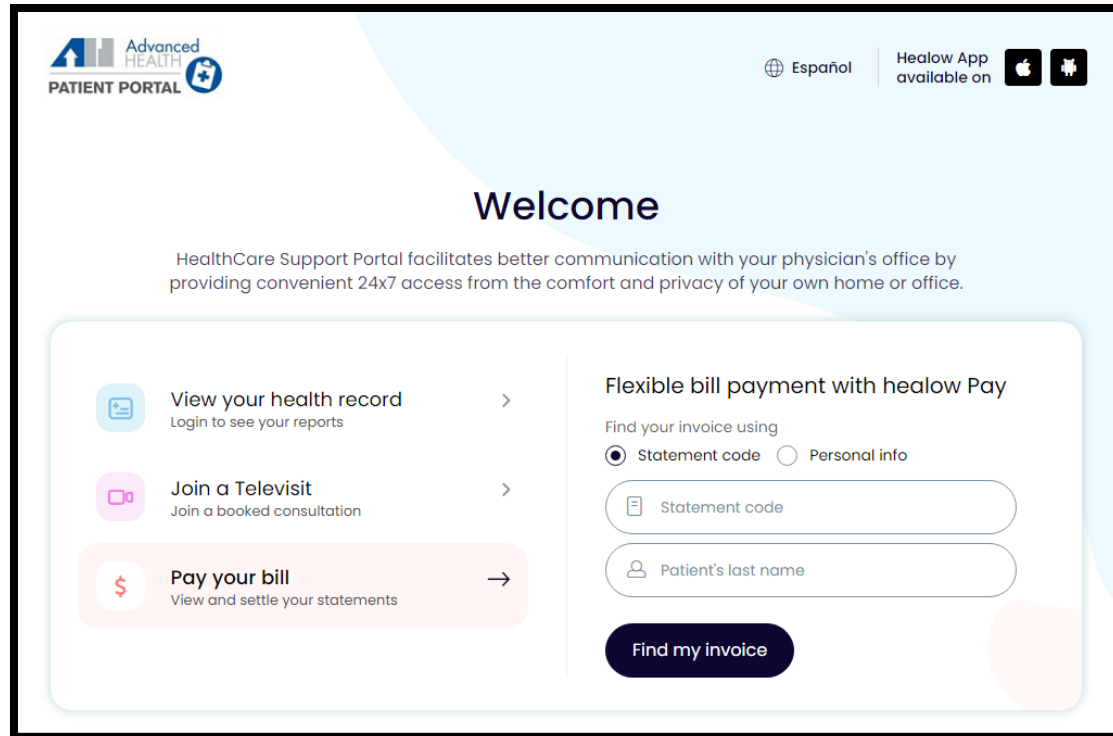 Advanced
HEALTH
PATIENT PORTAL
Español
Healow App
available on
Welcome
HealthCare Support Portal facilitates better communication with your physician's office by
providing convenient 24x7 access from the comfort and privacy of your own home or office.
View your health record
Login to see your reports
Join a Televisit
Join a booked consultation
$
Pay your bill
View and settle your statements
Flexible bill payment with healow Pay
Find your invoice using
Statement code
Personal info
Statement code
Patient's last name
Find my invoice